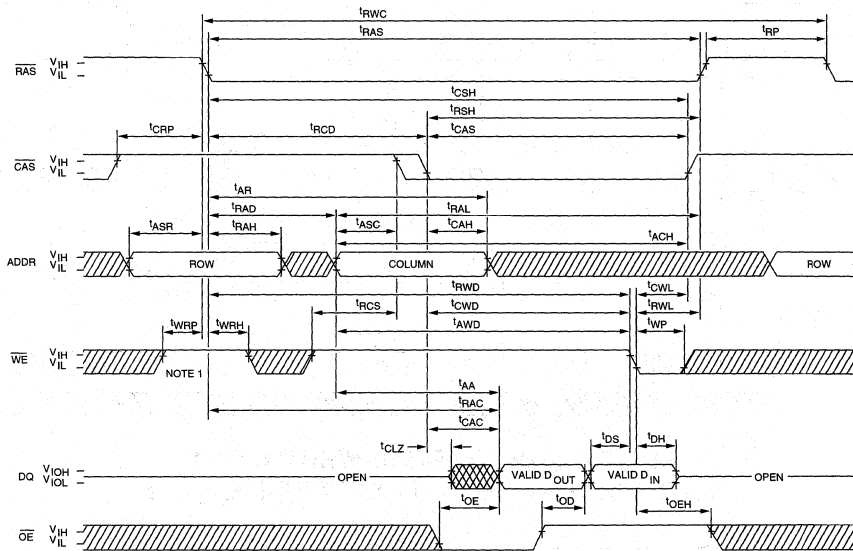 tRWC
tRAS
tRP
RAS VIH VIL
tCSH
tRSH
tCRP tRCD tCAS
CAS VIH VIL
tAR
tRAD tRAL
tASR tRAH tASC tCAH
tACH
ADDR VIH VIL ROW COLUMN ROW
tRWD tCWL
tRCS tCWD tRWL
tWRP tWRH tAWD tWP
WE VIH VIL
NOTE 1
tAA
tRAC
tCAC
tCLZ tDS tDH
DQ VIOH VIOL OPEN VALID DOUT VALID DIN OPEN
tOE tOD tOEH
OE VIH VIL